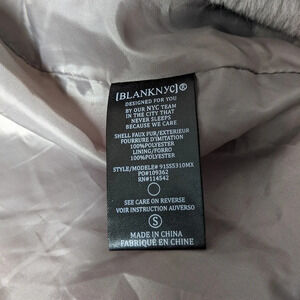 [BLANKNYC]®
DESIGNED FOR YOU
BY OUR NYC TEAM
IN THE CITY THAT
NEVER SLEEPS
BECAUSE WE CARE
SHELL FAUX FUR/EXTERIEUR
FOURRURE D'IMITATION
100%POLYESTER
LINING/FORRO
100%POLYESTER
STYLE/MODELE# 91SS5310MX
PO#109362
RN#114542
SEE CARE ON REVERSE
VOIR INSTRUCTION AUVERSO
S
MADE IN CHINA
FABRIQUÉ EN CHINE